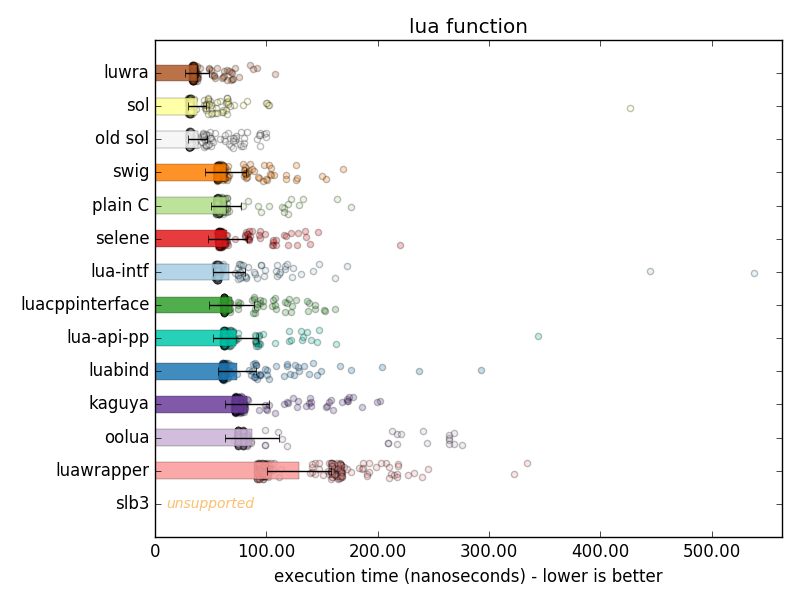 lua function
luwra
sol
old sol
swig
plain C
selene
lua-intf
luacppinterface
lua-api-pp
luabind
kaguya
oolua
luawrapper
slb3 unsupported
0 100.00 200.00 300.00 400.00 500.00
execution time (nanoseconds) - lower is better